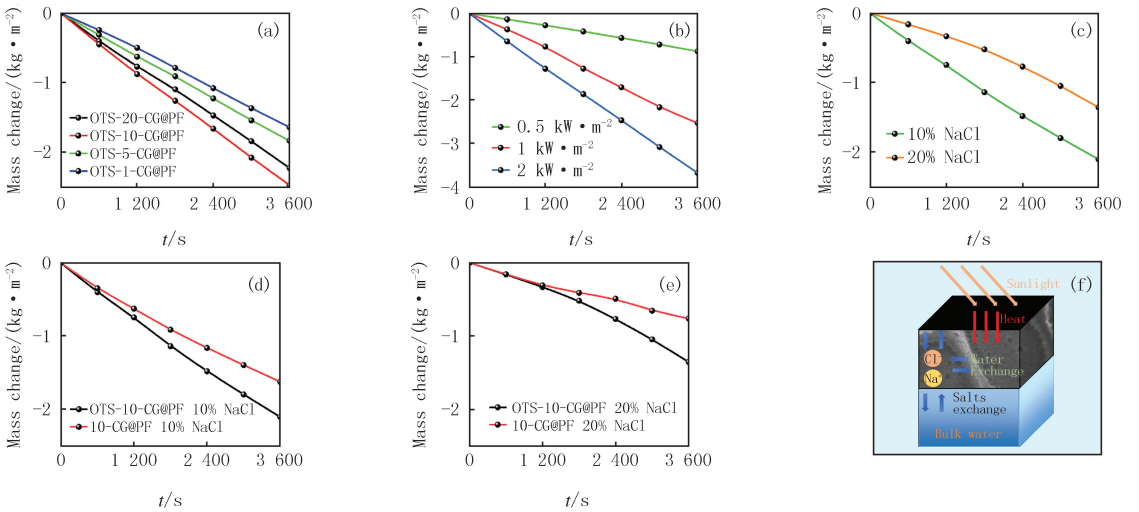 (a)
Mass change/(kg • m⁻²)
0
−1
−2
OTS-20-CG@PF
OTS-10-CG@PF
OTS-5-CG@PF
OTS-1-CG@PF
0 1 200 2 400 3 600
t/s
(b)
Mass change/(kg • m⁻²)
0
-1
-2
-3
-4
0.5 kW • m⁻²
1 kW • m⁻²
2 kW • m⁻²
0 1 200 2 400 3 600
t/s
(c)
Mass change/(kg • m⁻²)
0
−1
−2
10% NaCl
20% NaCl
0 1 200 2 400 3 600
t/s
(d)
Mass change/(kg • m⁻²)
0
−1
−2
OTS-10-CG@PF 10% NaCl
10-CG@PF 10% NaCl
0 1 200 2 400 3 600
t/s
(e)
Mass change/(kg • m⁻²)
0
−1
−2
OTS-10-CG@PF 20% NaCl
10-CG@PF 20% NaCl
0 1 200 2 400 3 600
t/s
(f)
Sunlight
Heat
Cl⁻
Na⁺
Water
Exchange
Salts
exchange
Bulk water